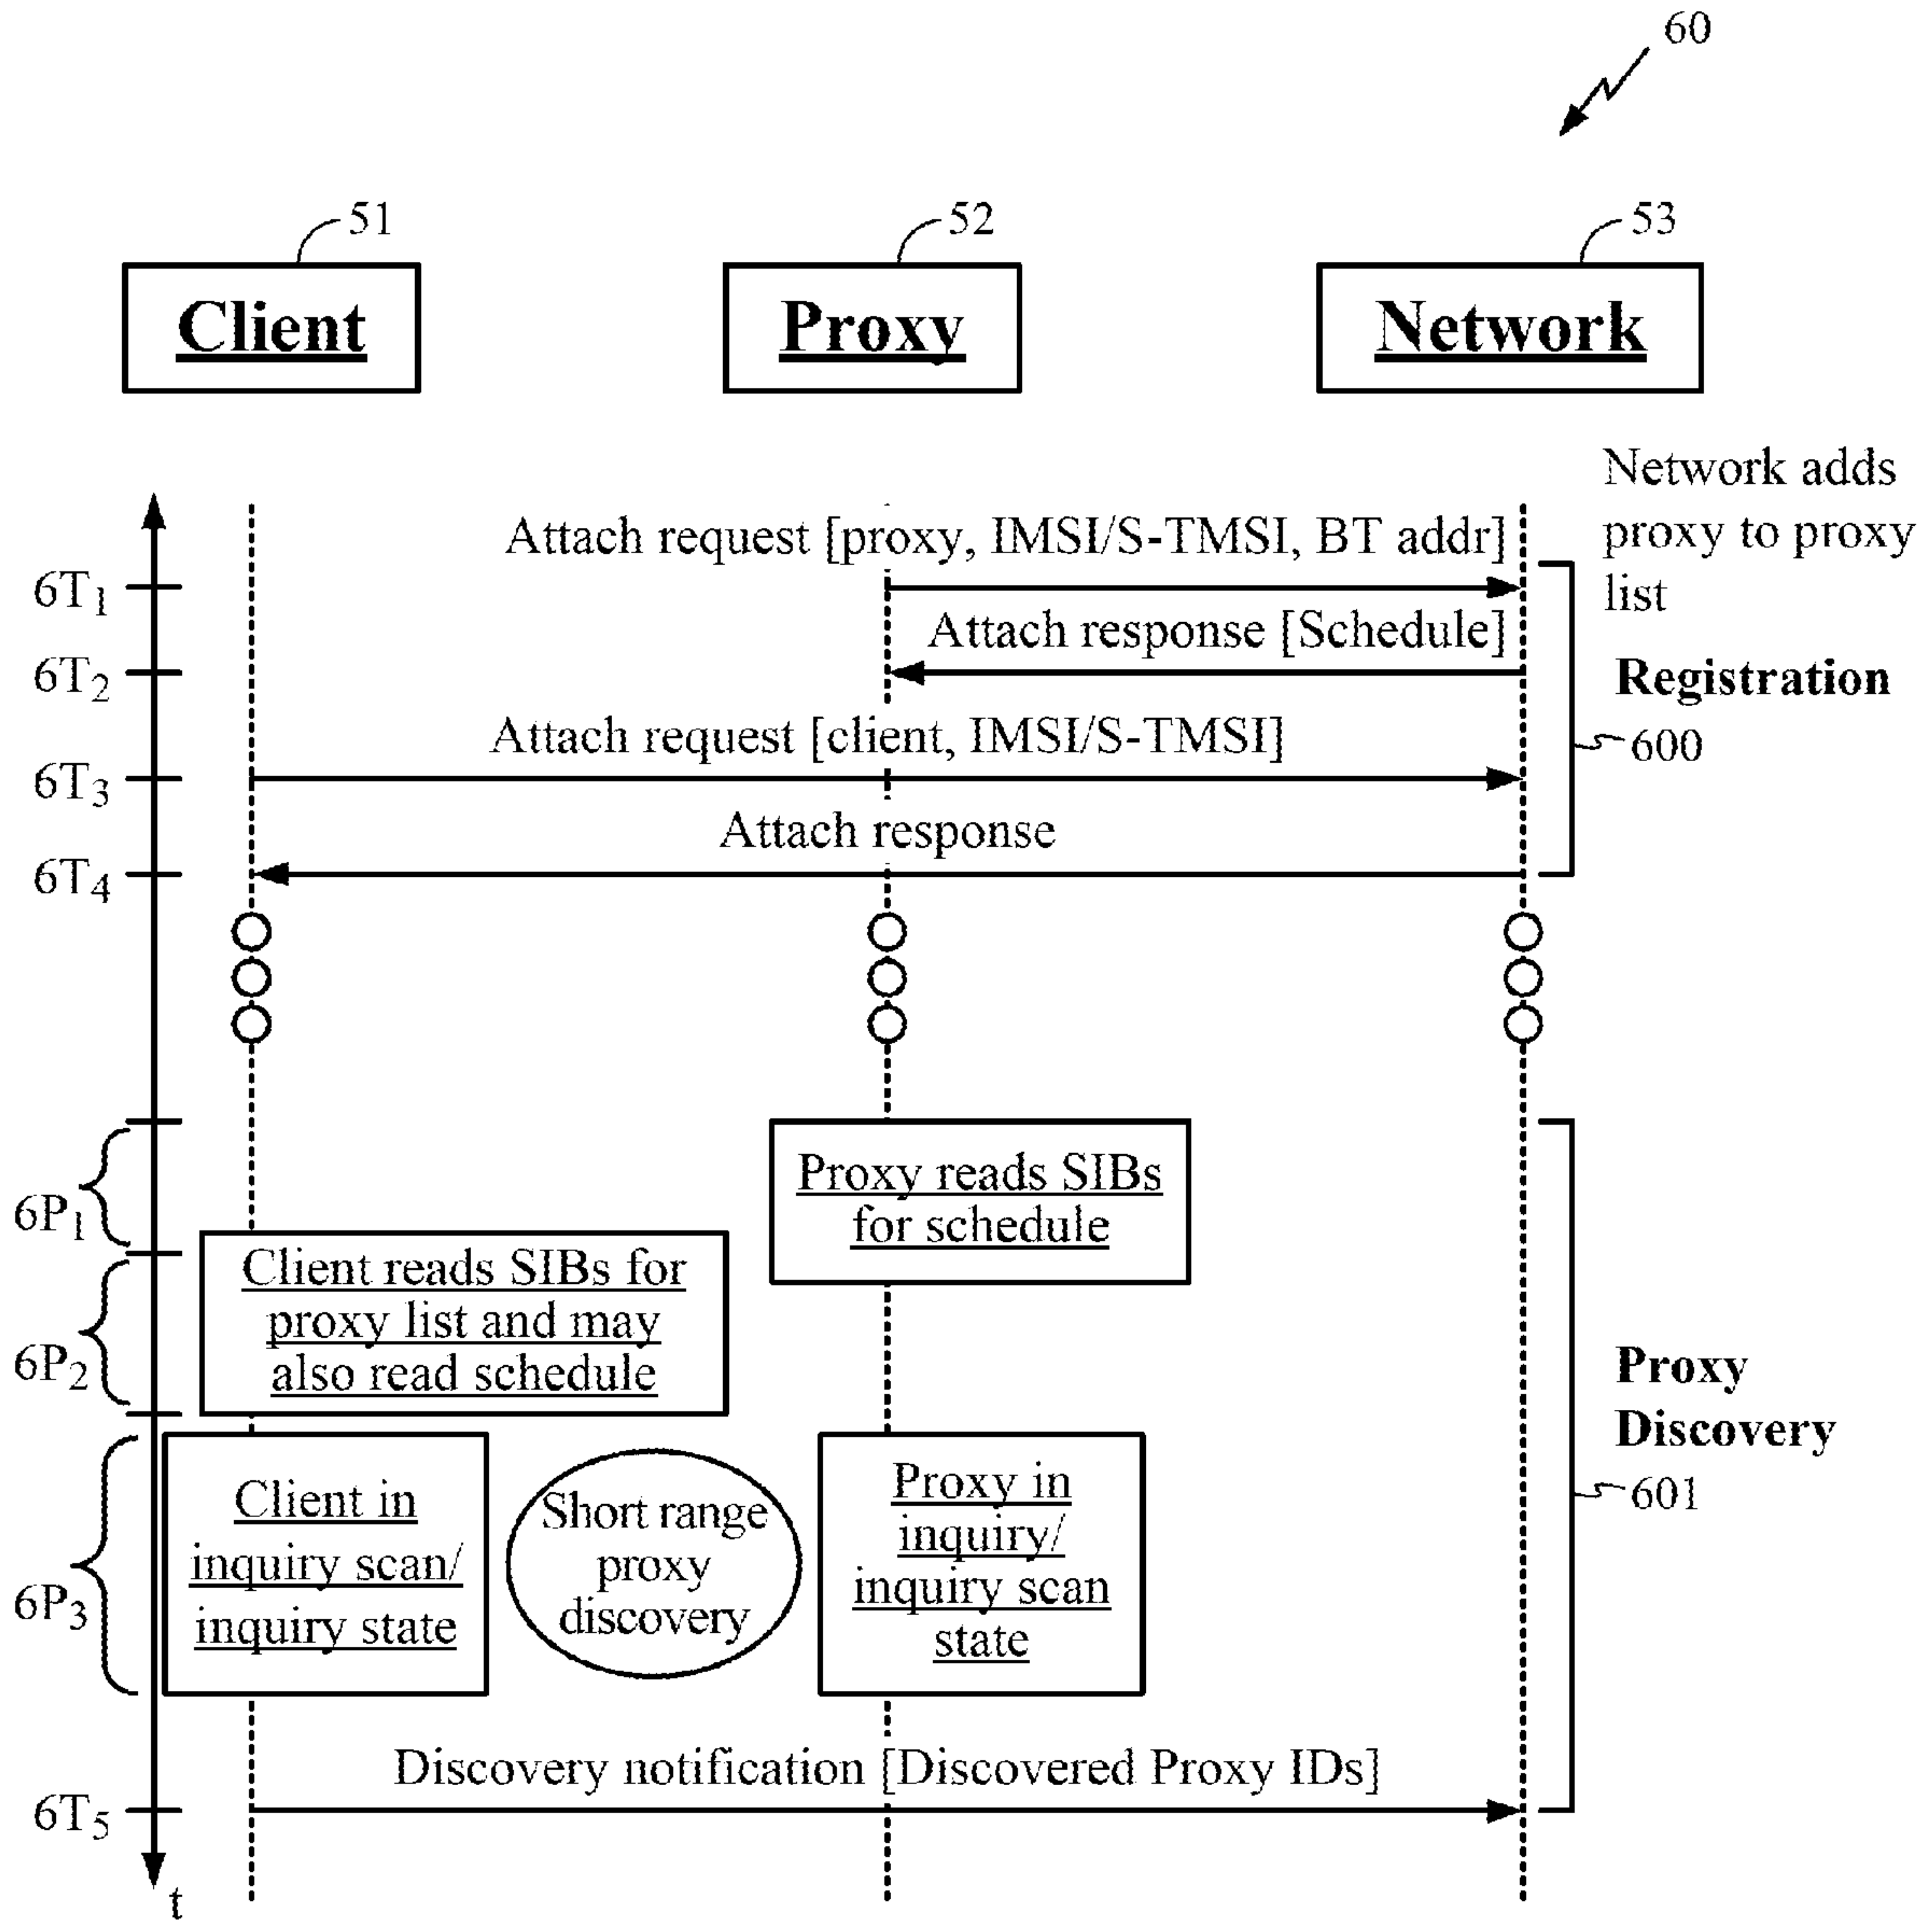 60
51
52
53
Client
Proxy
Network
Network adds
proxy to proxy
list
Attach request [proxy, IMSI/S-TMSI, BT addr]
6T1
Attach response [Schedule]
6T2
Registration
600
Attach request [client, IMSI/S-TMSI]
6T3
Attach response
6T4
6P1
Proxy reads SIBs
for schedule
6P2
Client reads SIBs for
proxy list and may
also read schedule
Proxy
Discovery
601
6P3
Client in
inquiry scan/
inquiry state
Short range
proxy
discovery
Proxy in
inquiry/
inquiry scan
state
Discovery notification [Discovered Proxy IDs]
6T5
t